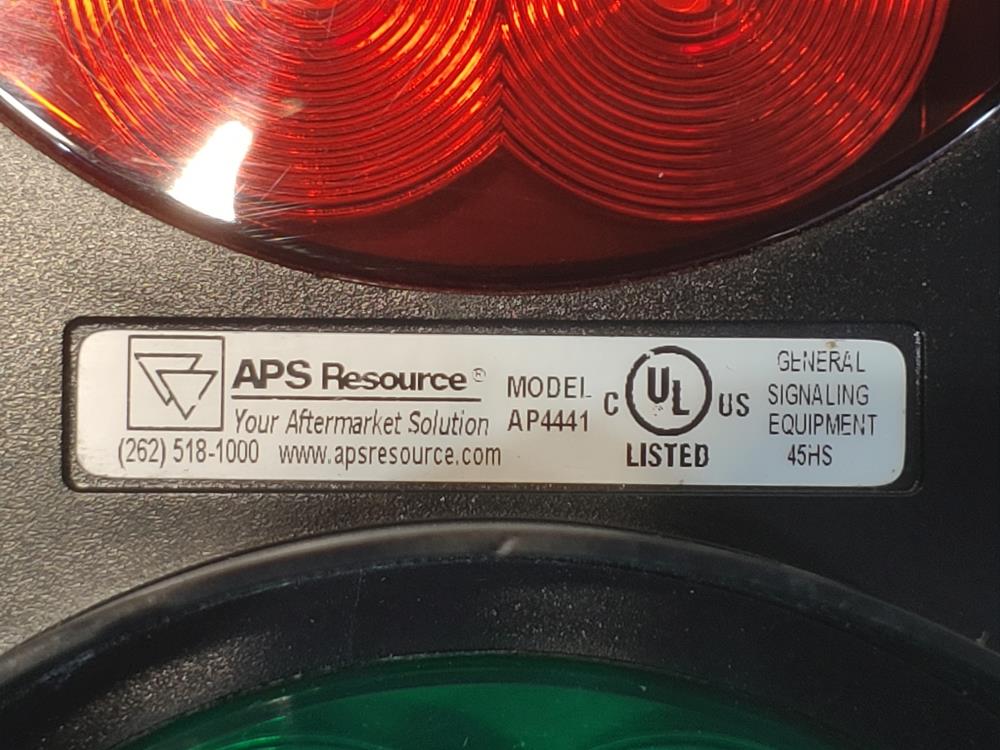 APS Resource®
Your Aftermarket Solution
(262) 518-1000 www.apsresource.com
MODEL
AP4441
C UL US
LISTED
GENERAL
SIGNALING
EQUIPMENT
45HS